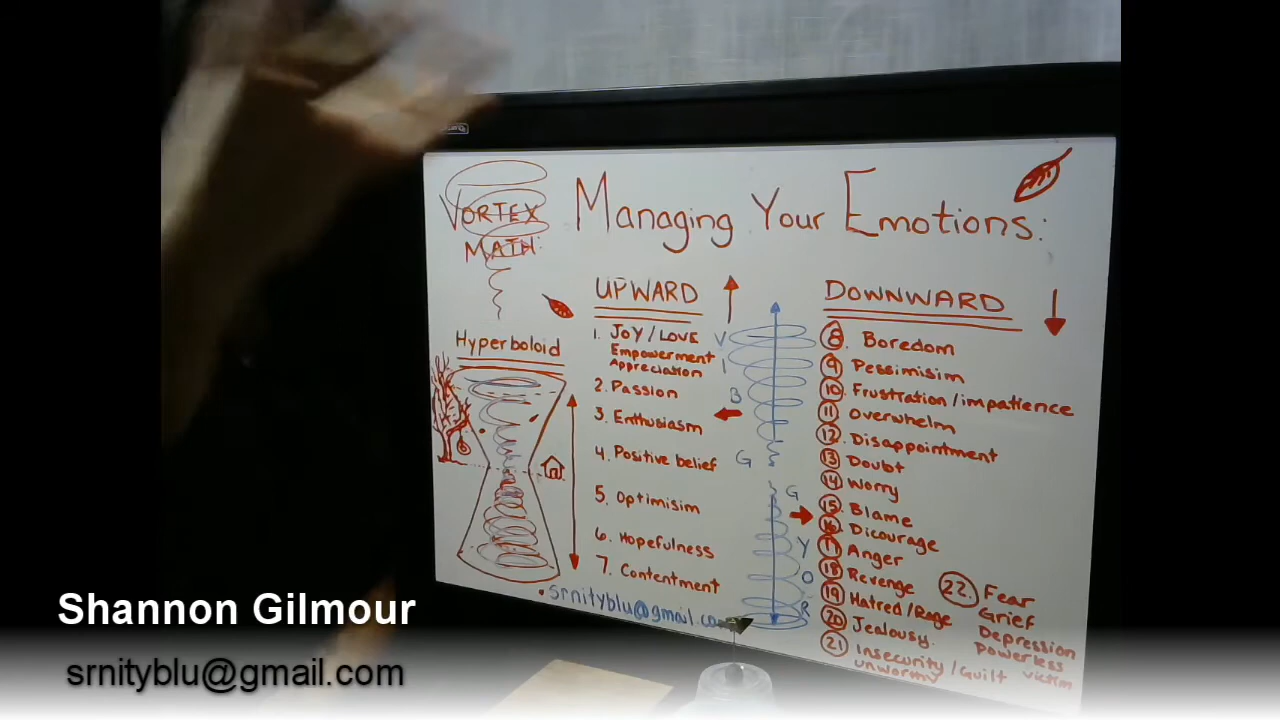 VORTEX
MATH:
Managing Your Emotions:
Hyperboloid
UPWARD
1. JOY/LOVE
Empowerment
Appreciation
2. Passion
3. Enthusiasm
4. Positive belief
5. Optimisim
6. Hopefulness
7. Contentment
V
I
B
G
G
Y
O
R
DOWNWARD
8. Boredom
9. Pessimisim
10. Frustration/impatience
11. Overwhelm
12. Disappointment
13. Doubt
14. Worry
15. Blame
16. Dicourage
17. Anger
18. Revenge
19. Hatred/Rage
20. Jealousy.
21. Insecurity/Guilt
unworthy
22. Fear
Grief
Depression
Powerless
victim
srnityblu@gmail.com
Shannon Gilmour
srnityblu@gmail.com